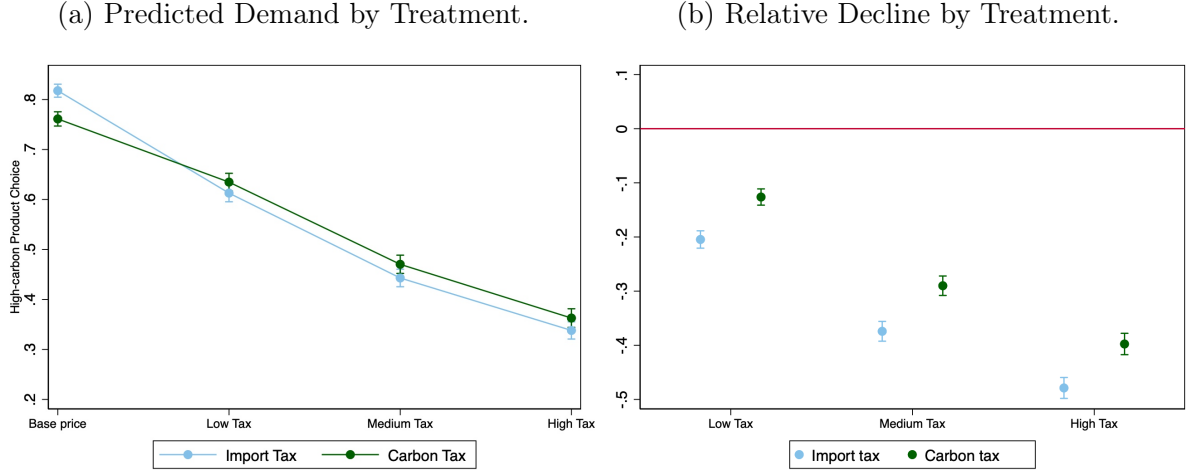 (a) Predicted Demand by Treatment.
High-carbon Product Choice
.8
.7
.6
.5
.4
.3
.2
Base price
Low Tax
Medium Tax
High Tax
Import Tax
Carbon Tax
(b) Relative Decline by Treatment.
.1
0
-.1
-.2
-.3
-.4
-.5
Low Tax
Medium Tax
High Tax
Import tax
Carbon tax